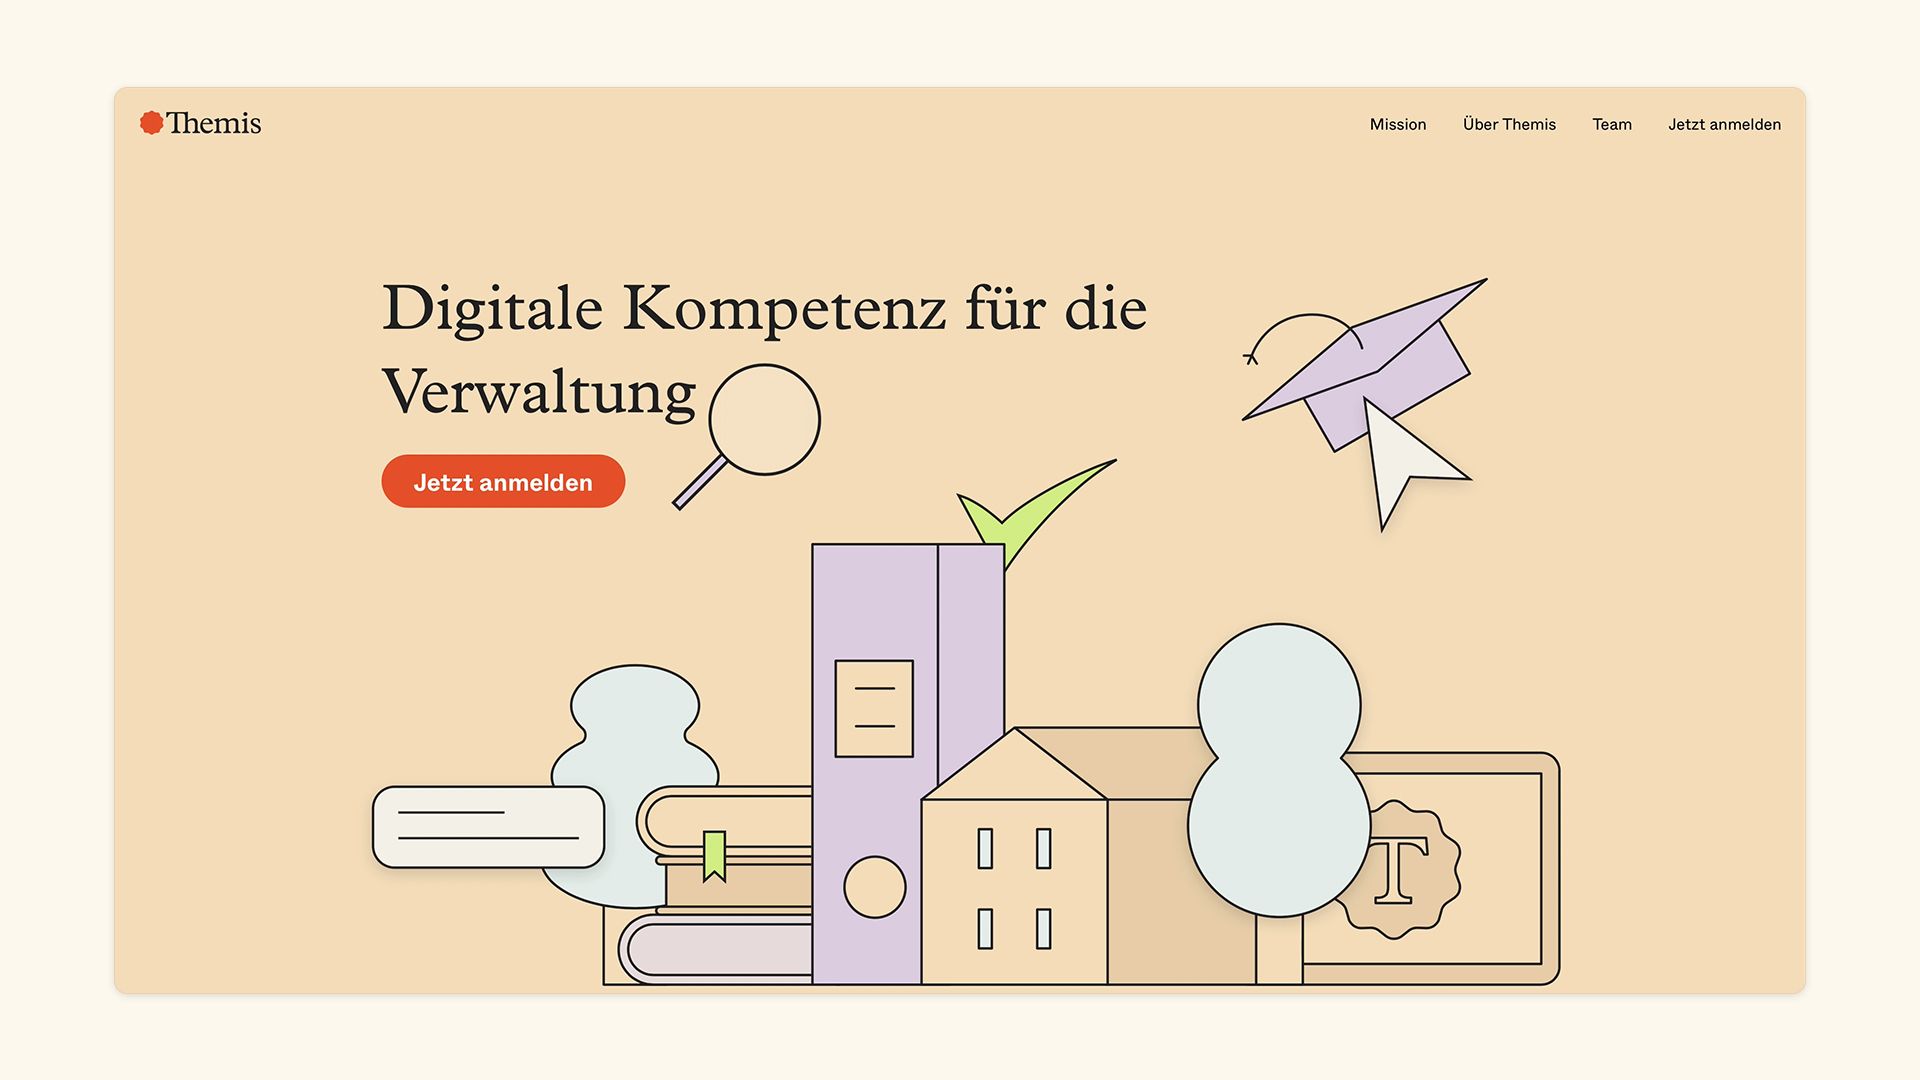 Themis
Mission
Über Themis
Team
Jetzt anmelden
Digitale Kompetenz für die
Verwaltung
Jetzt anmelden
T